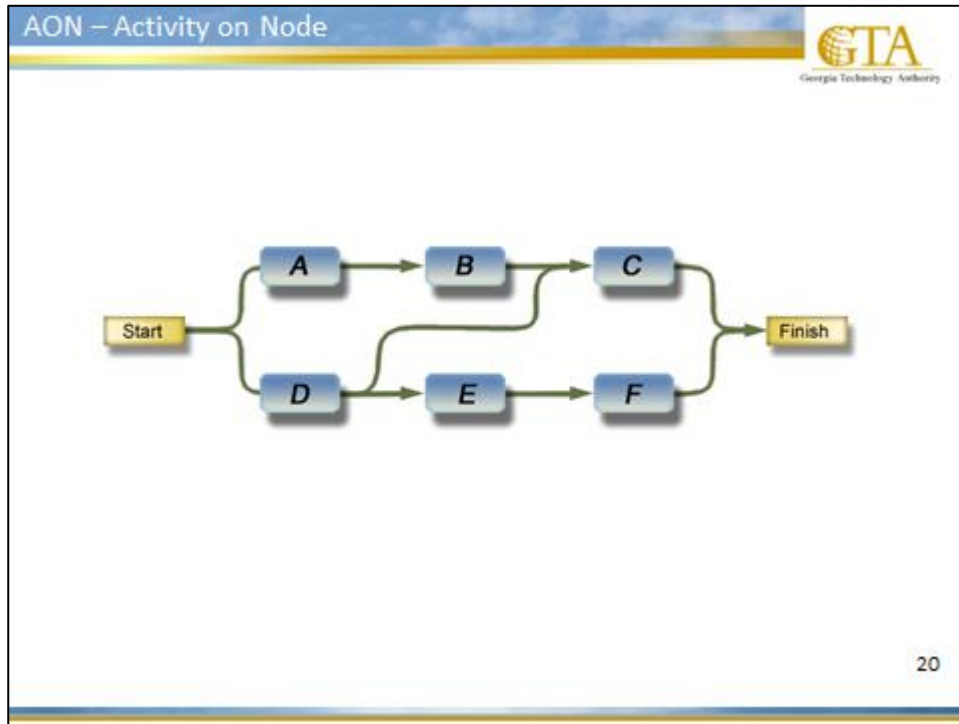 AON – Activity on Node
GTA
Georgia Technology Authority
A
B
C
Start
Finish
D
E
F
20